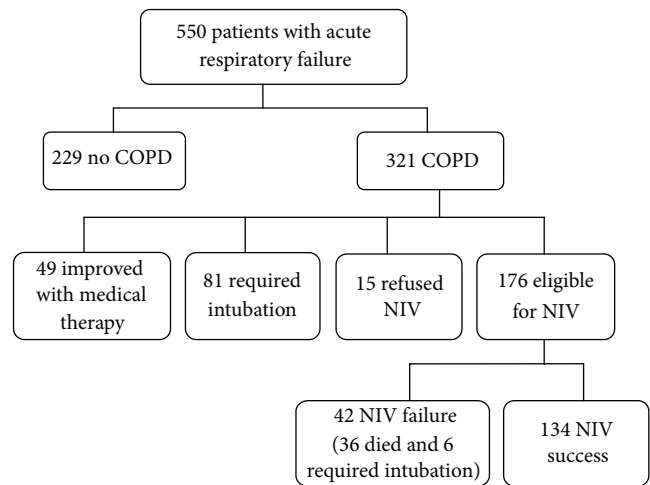 550 patients with acute
respiratory failure
229 no COPD
321 COPD
49 improved
with medical
therapy
81 required
intubation
15 refused
NIV
176 eligible
for NIV
42 NIV failure
(36 died and 6
required intubation)
134 NIV
success